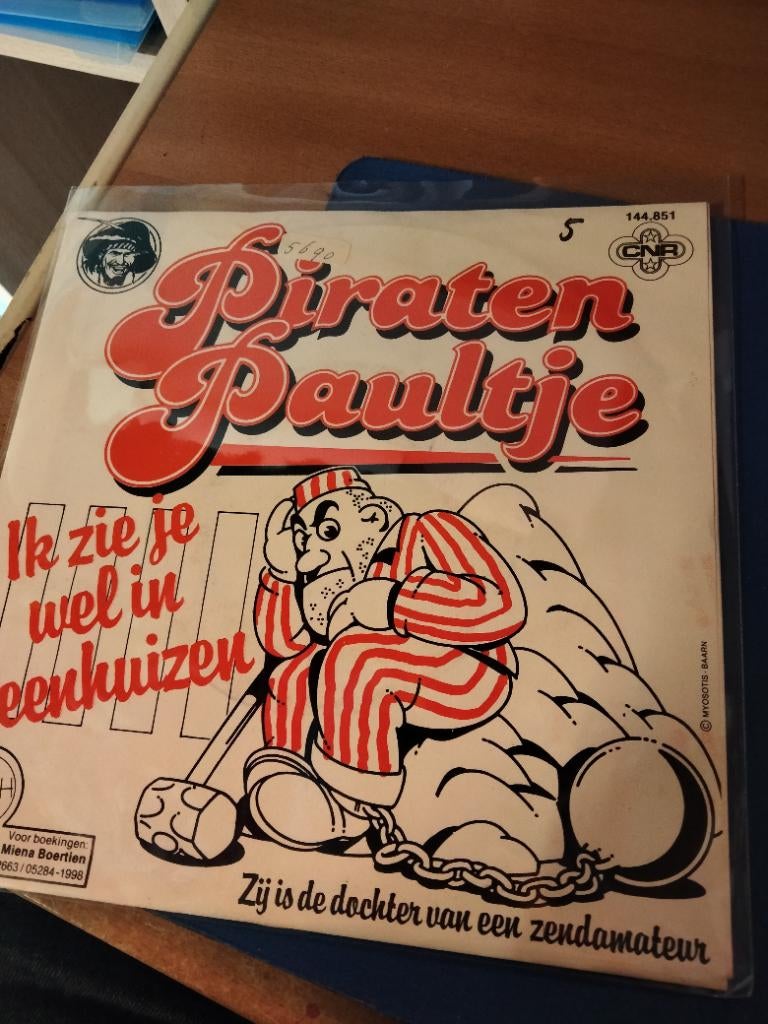 5690
5
144.851
CNR
Piraten
Paultje
Ik zie je
wel in
eenhuizen
© MYOSOTIS - BAARN
H
Voor boekingen:
Miena Boertien
663 / 05284-1998
Zij is de dochter van een zendamateur